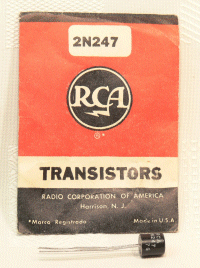 2N247
RCA
®*
TRANSISTORS
RADIO CORPORATION OF AMERICA
Harrison, N. J.
*Marca Registrada
Made in U.S.A